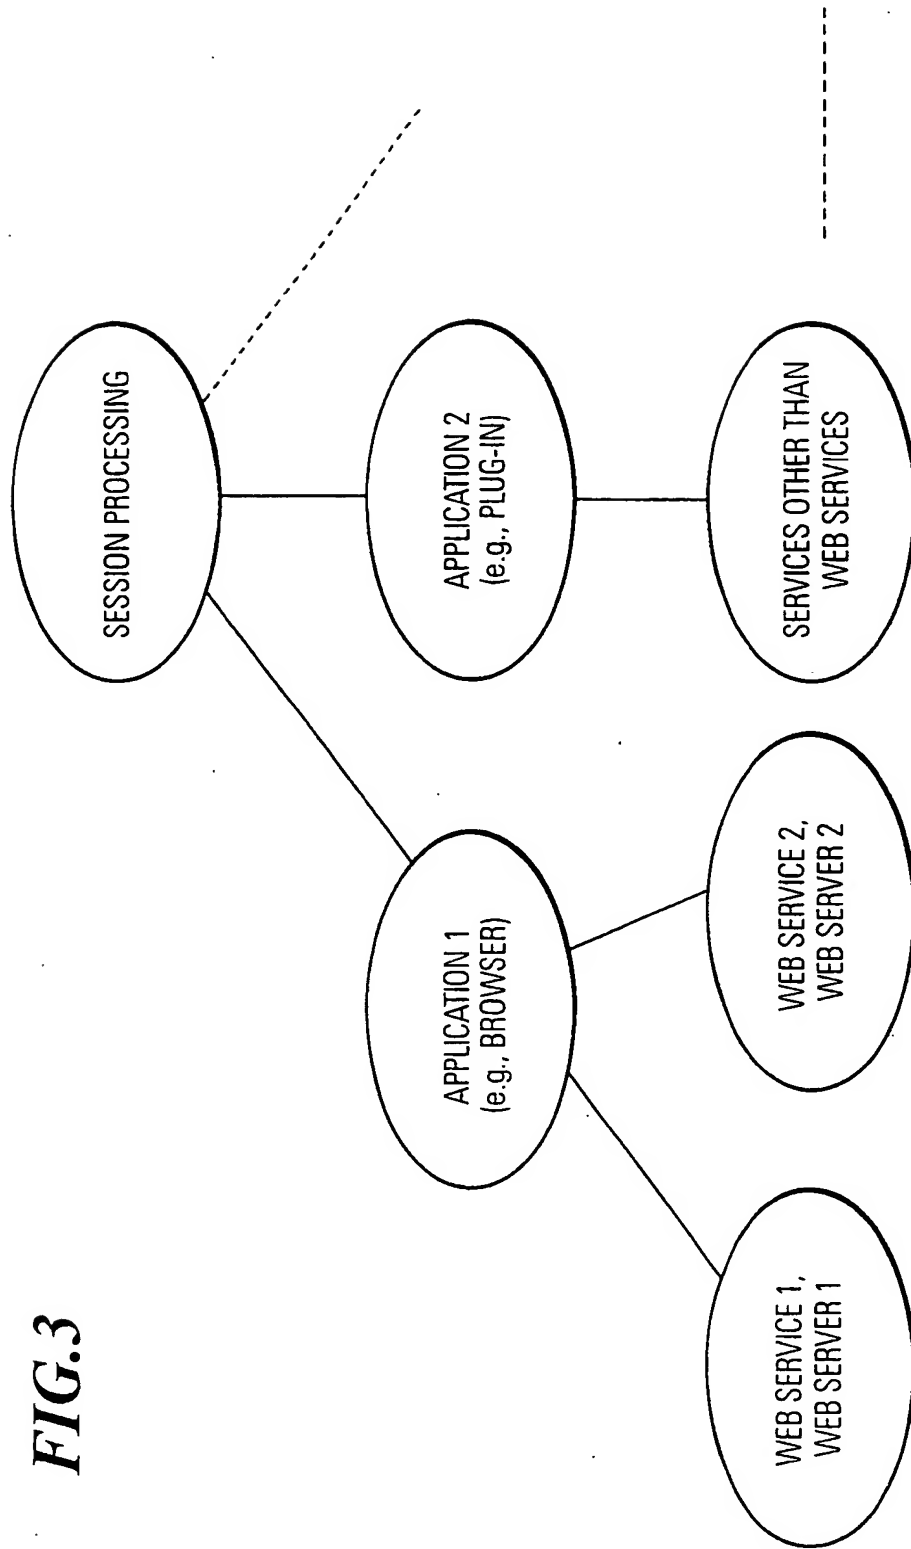 FIG.3
SESSION PROCESSING
APPLICATION 1
(e.g., BROWSER)
APPLICATION 2
(e.g., PLUG-IN)
WEB SERVICE 1,
WEB SERVER 1
WEB SERVICE 2,
WEB SERVER 2
SERVICES OTHER THAN
WEB SERVICES